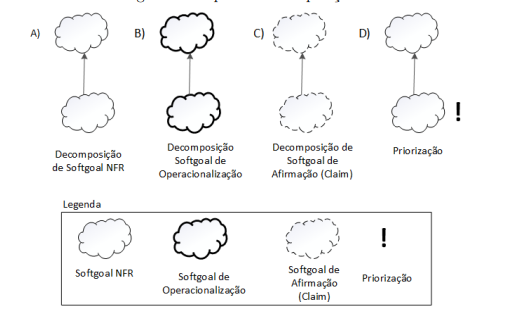 A)
B)
C)
D)
!
Decomposição
de Softgoal NFR
Decomposição
Softgoal de
Operacionalização
Decomposição de
Softgoal de
Afirmação (Claim)
Priorização
Legenda
!
Softgoal NFR
Softgoal de
Operacionalização
Softgoal de
Afirmação
(Claim)
Priorização